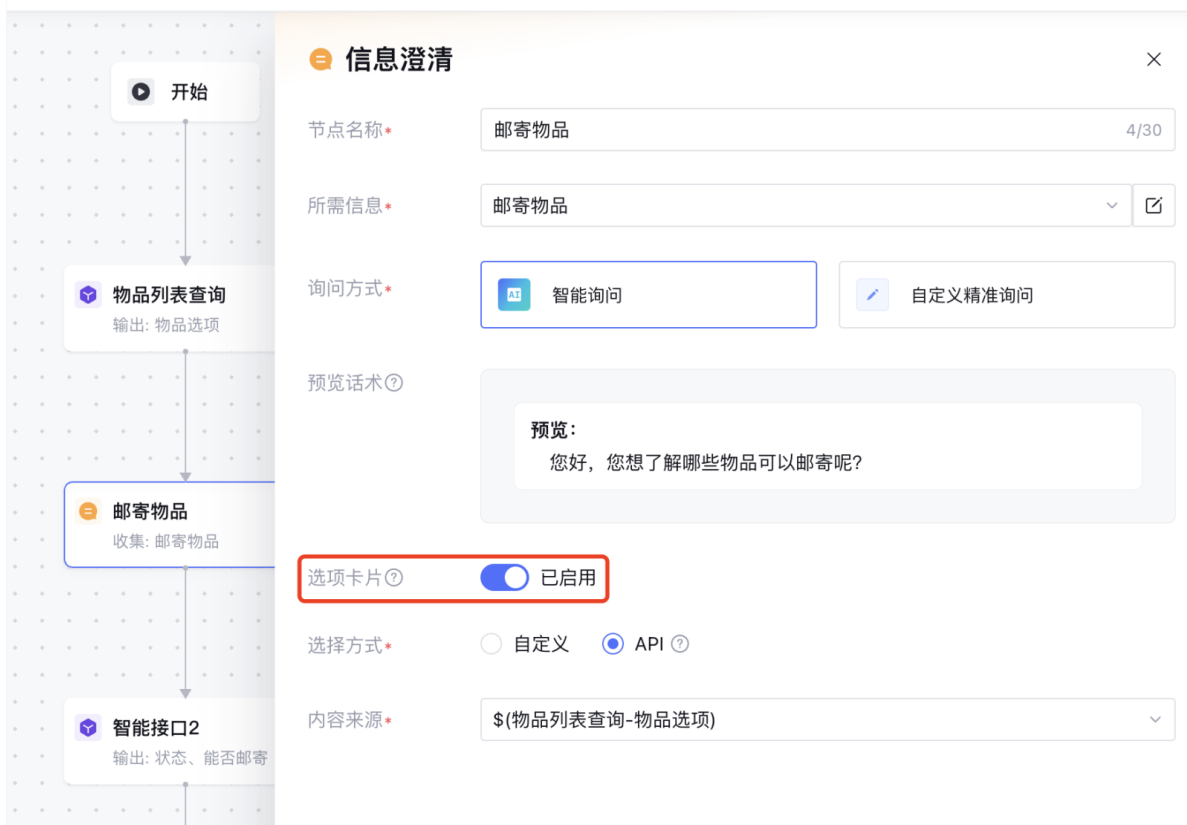 开始
物品列表查询
输出: 物品选项
邮寄物品
收集: 邮寄物品
智能接口2
输出: 状态、能否邮寄
信息澄清
节点名称*
邮寄物品
4/30
所需信息*
邮寄物品
询问方式*
AI
智能询问
自定义精准询问
预览话术?
预览：
您好，您想了解哪些物品可以邮寄呢?
选项卡片?
已启用
选择方式*
自定义
API ?
内容来源*
$(物品列表查询-物品选项)